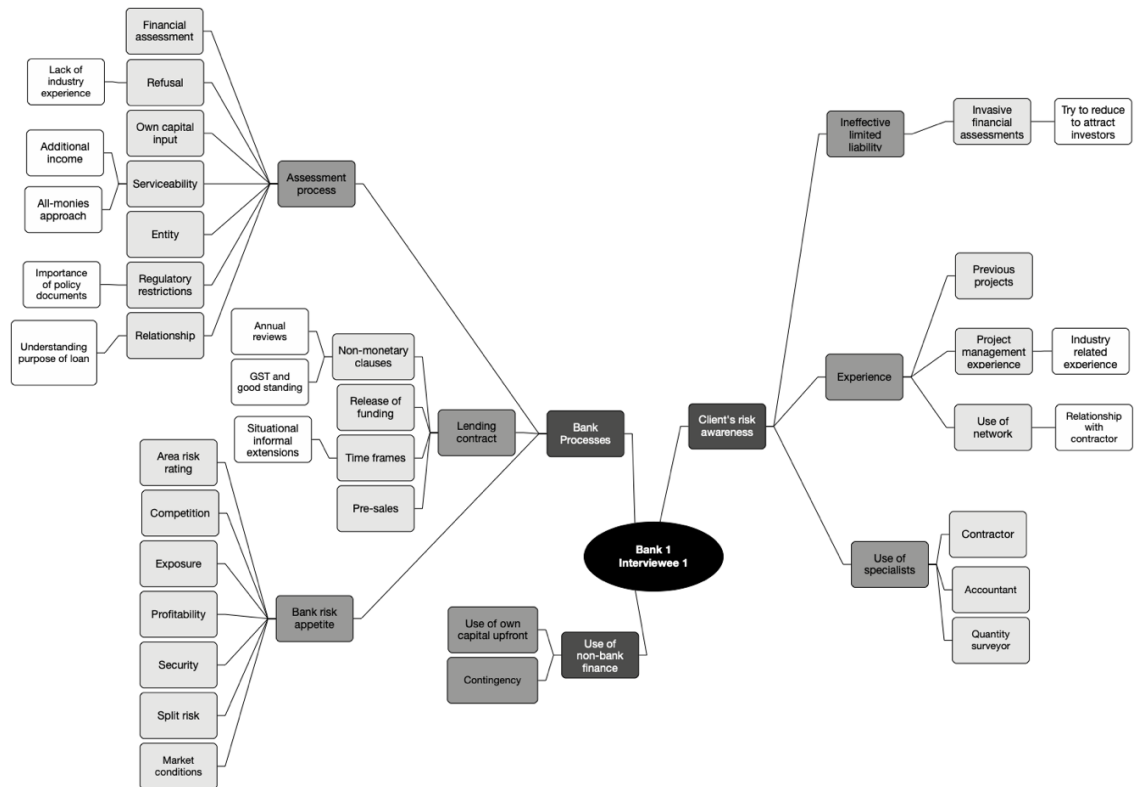 Financial
assessment
Lack of
industry
experience
Refusal
Own capital
input
Additional
income
Serviceability
All-monies
approach
Entity
Importance
of policy
documents
Regulatory
restrictions
Understanding
purpose of loan
Relationship
Assessment
process
Annual
reviews
GST and
good standing
Non-monetary
clauses
Release of
funding
Situational
informal
extensions
Time frames
Pre-sales
Lending
contract
Bank
Processes
Area risk
rating
Competition
Exposure
Profitability
Security
Split risk
Market
conditions
Bank risk
appetite
Bank 1
Interviewee 1
Use of own
capital upfront
Contingency
Use of
non-bank
finance
Client's risk
awareness
Ineffective
limited
liability
Invasive
financial
assessments
Try to reduce
to attract
investors
Experience
Previous
projects
Project
management
experience
Industry
related
experience
Use of
network
Relationship
with
contractor
Use of
specialists
Contractor
Accountant
Quantity
surveyor